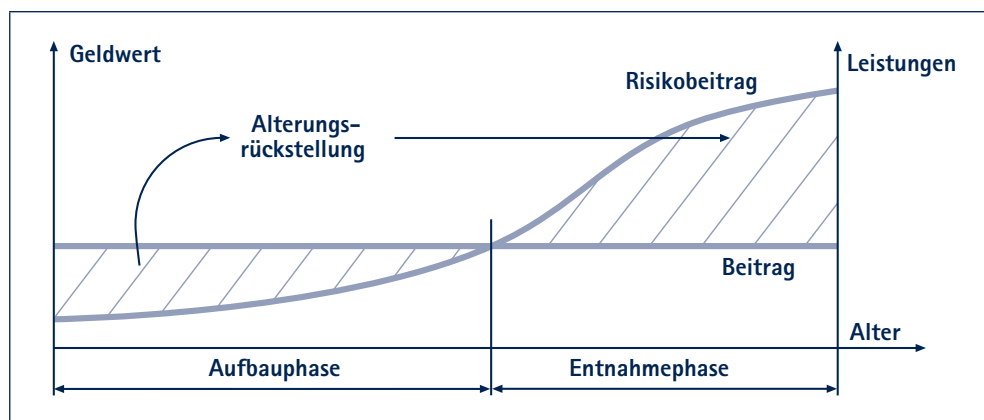 Geldwert
Leistungen
Risikobeitrag
Alterungs-
rückstellung
Beitrag
Alter
Aufbauphase
Entnahmephase